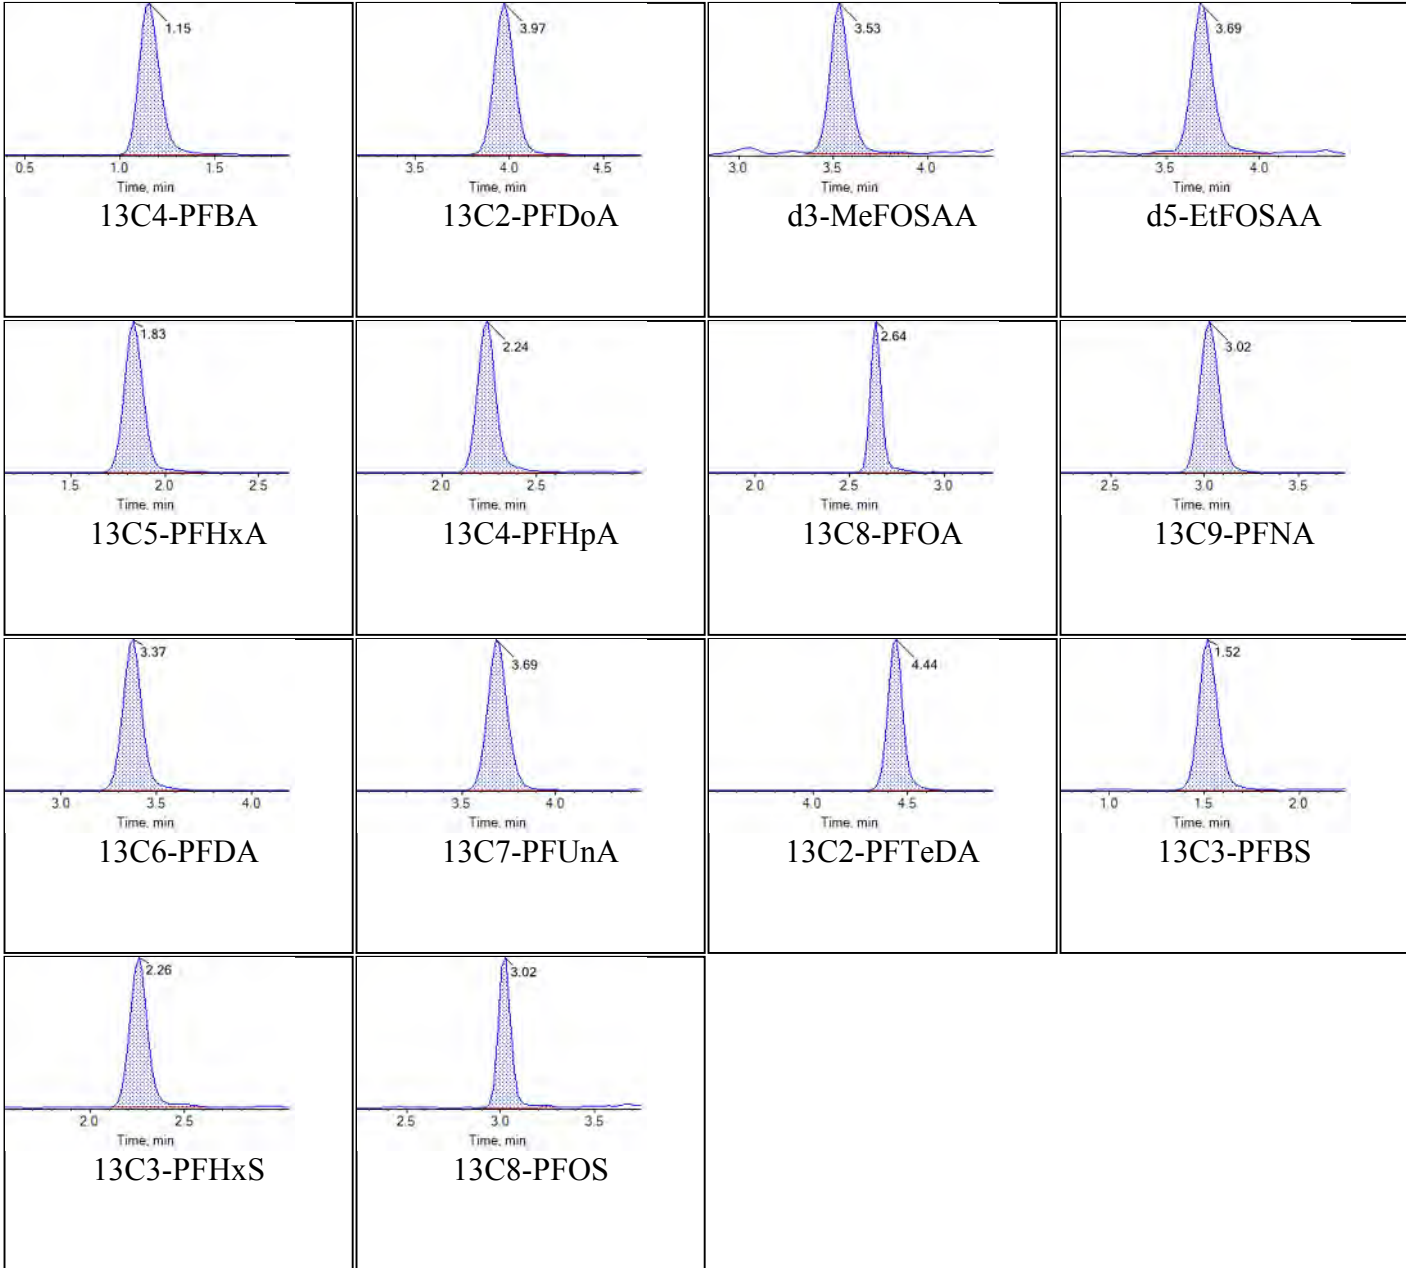 1.15
0.5 1.0 1.5
Time, min
13C4-PFBA
3.97
3.5 4.0 4.5
Time, min
13C2-PFDoA
3.53
3.0 3.5 4.0
Time, min
d3-MeFOSAA
3.69
3.5 4.0
Time, min
d5-EtFOSAA
1.83
1.5 2.0 2.5
Time, min
13C5-PFHxA
2.24
2.0 2.5
Time, min
13C4-PFHpA
2.64
2.0 2.5 3.0
Time, min
13C8-PFOA
3.02
2.5 3.0 3.5
Time, min
13C9-PFNA
3.37
3.0 3.5 4.0
Time, min
13C6-PFDA
3.69
3.5 4.0
Time, min
13C7-PFUnA
4.44
4.0 4.5
Time, min
13C2-PFTeDA
1.52
1.0 1.5 2.0
Time, min
13C3-PFBS
2.26
2.0 2.5
Time, min
13C3-PFHxS
3.02
2.5 3.0 3.5
Time, min
13C8-PFOS